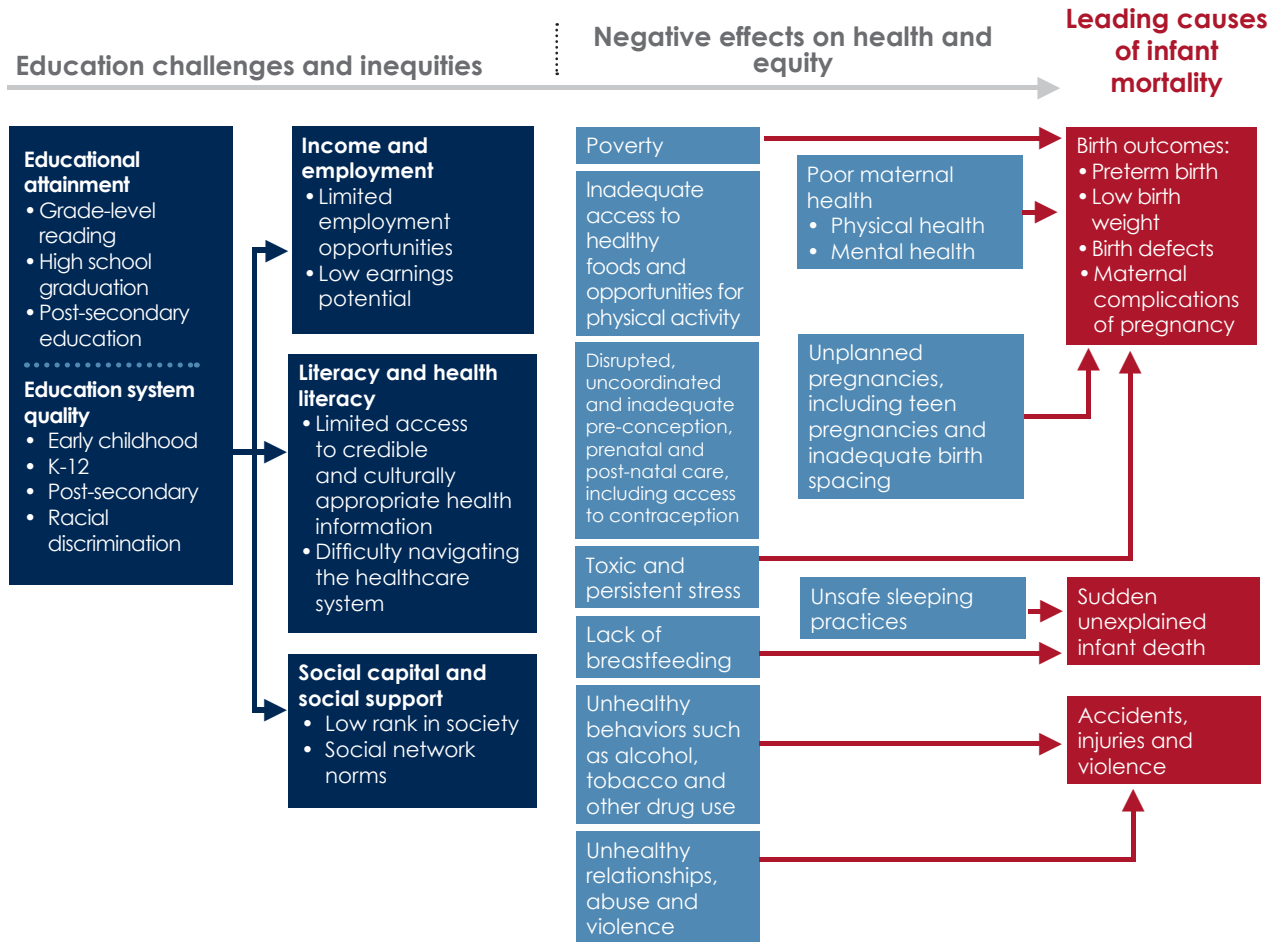 Education challenges and inequities
Negative effects on health and
equity
Leading causes
of infant
mortality
Educational
attainment
• Grade-level
reading
• High school
graduation
• Post-secondary
education
Education system
quality
• Early childhood
• K-12
• Post-secondary
• Racial
discrimination
Income and
employment
• Limited
employment
opportunities
• Low earnings
potential
Literacy and health
literacy
• Limited access
to credible
and culturally
appropriate health
information
• Difficulty navigating
the healthcare
system
Social capital and
social support
• Low rank in society
• Social network
norms
Poverty
Inadequate
access to
healthy
foods and
opportunities for
physical activity
Disrupted,
uncoordinated
and inadequate
pre-conception,
prenatal and
post-natal care,
including access
to contraception
Toxic and
persistent stress
Lack of
breastfeeding
Unhealthy
behaviors such
as alcohol,
tobacco and
other drug use
Unhealthy
relationships,
abuse and
violence
Poor maternal
health
• Physical health
• Mental health
Unplanned
pregnancies,
including teen
pregnancies and
inadequate birth
spacing
Unsafe sleeping
practices
Birth outcomes:
• Preterm birth
• Low birth
weight
• Birth defects
• Maternal
complications
of pregnancy
Sudden
unexplained
infant death
Accidents,
injuries and
violence